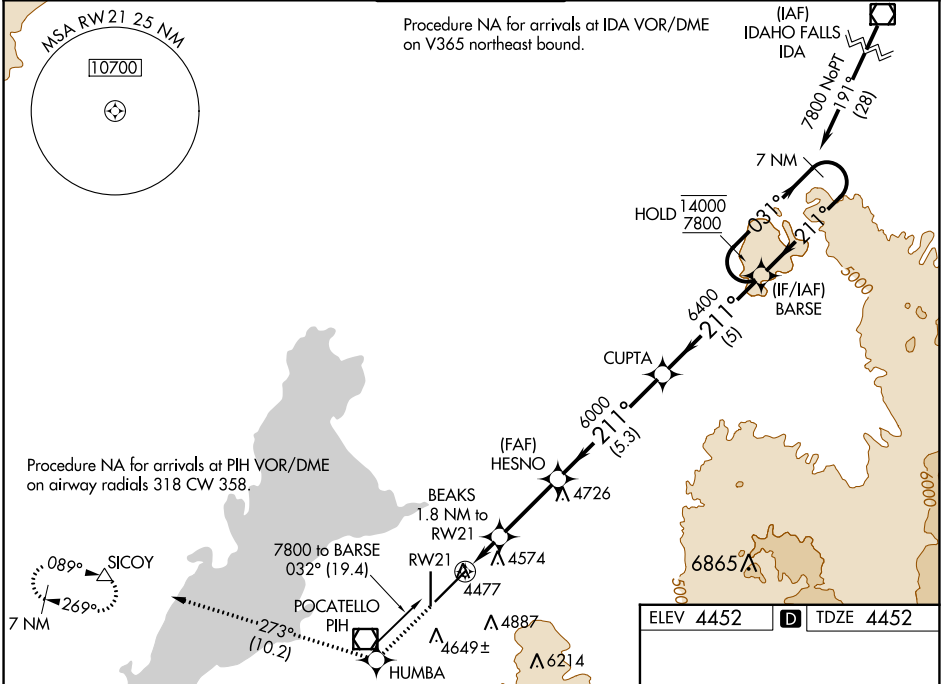 MSA RW21 25 NM
10700
Procedure NA for arrivals at IDA VOR/DME
on V365 northeast bound.
(IAF)
IDAHO FALLS
IDA
7800 NoPT
191°
(28)
7 NM
HOLD 14000
7800
031°
211°
5000
(IF/IAF)
BARSE
6400
211°
(5)
CUPTA
6000
211°
(5.3)
(FAF)
HESNO
4726
6000
Procedure NA for arrivals at PIH VOR/DME
on airway radials 318 CW 358.
BEAKS
1.8 NM to
RW21
4574
7800 to BARSE
032° (19.4)
RW21
4477
6865
089°
SICOY
269°
7 NM
POCATELLO
PIH
273°
(10.2)
HUMBA
4649±
4887
6214
500
ELEV 4452
D
TDZE 4452